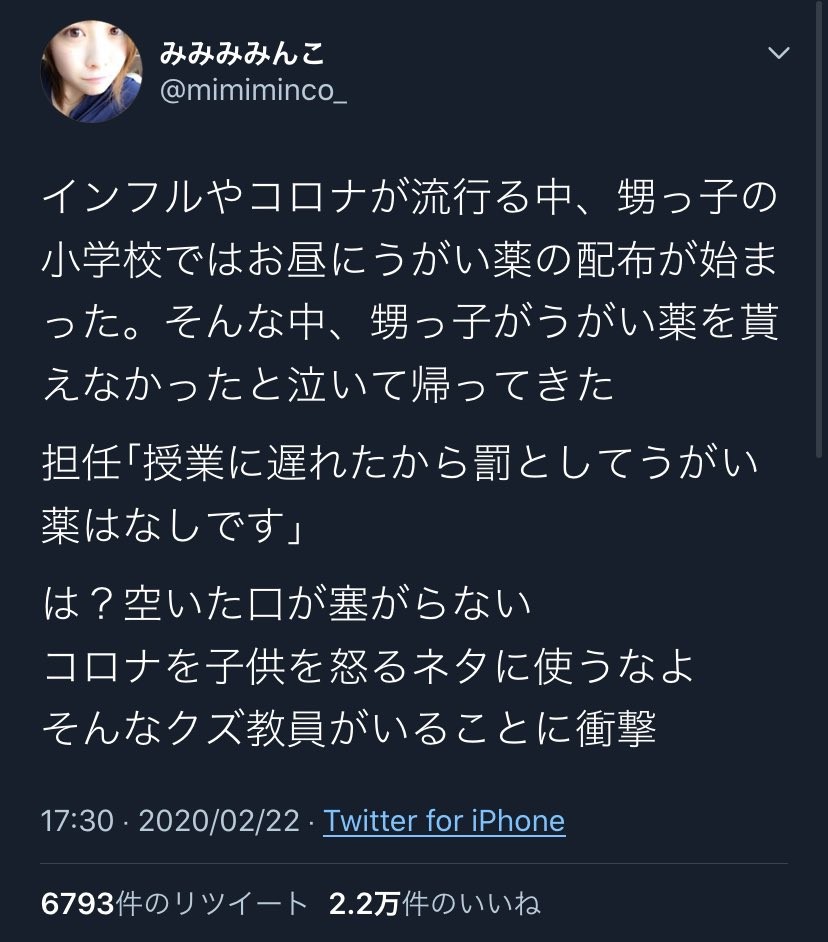 みみみみんこ
@mimiminco_
インフルやコロナが流行る中、甥っ子の
小学校ではお昼にうがい薬の配布が始ま
った。そんな中、甥っ子がうがい薬を貰
えなかったと泣いて帰ってきた
担任｢授業に遅れたから罰としてうがい
薬はなしです｣
は？空いた口が塞がらない
コロナを子供を怒るネタに使うなよ
そんなクズ教員がいることに衝撃
17:30 · 2020/02/22 · Twitter for iPhone
6793件のリツイート 2.2万件のいいね